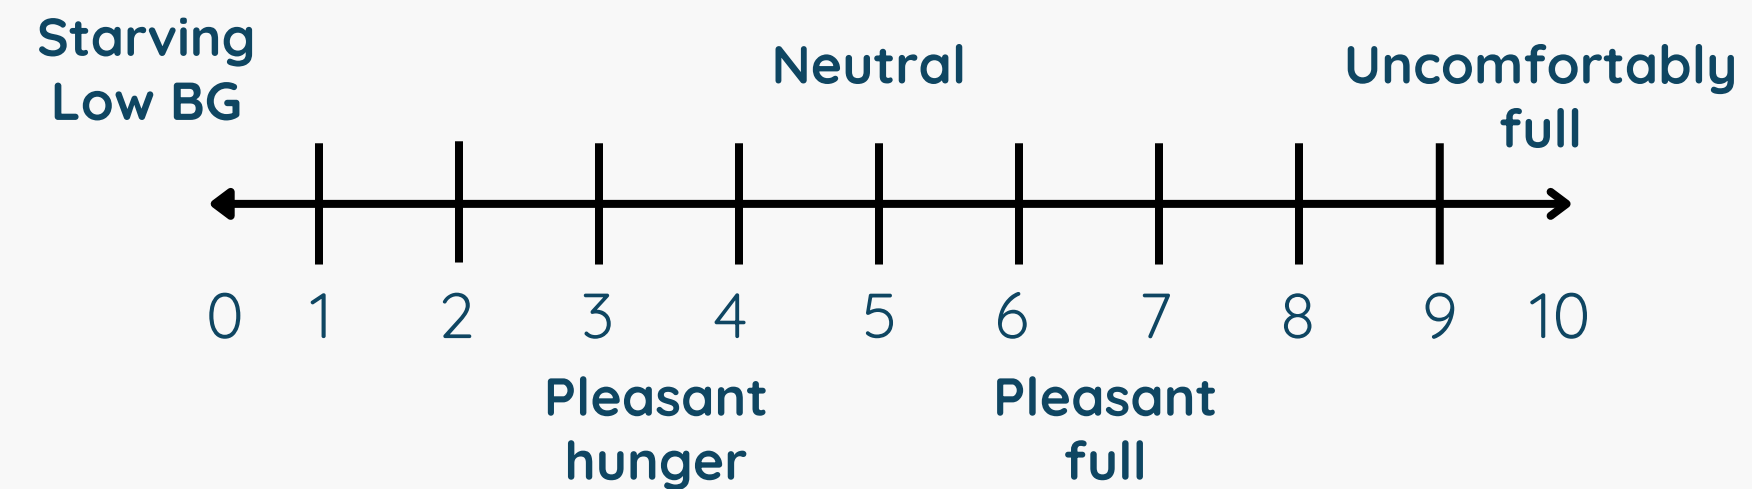 Starving
Low BG
Neutral
Uncomfortably
full
0 1 2 3 4 5 6 7 8 9 10
Pleasant
hunger
Pleasant
full